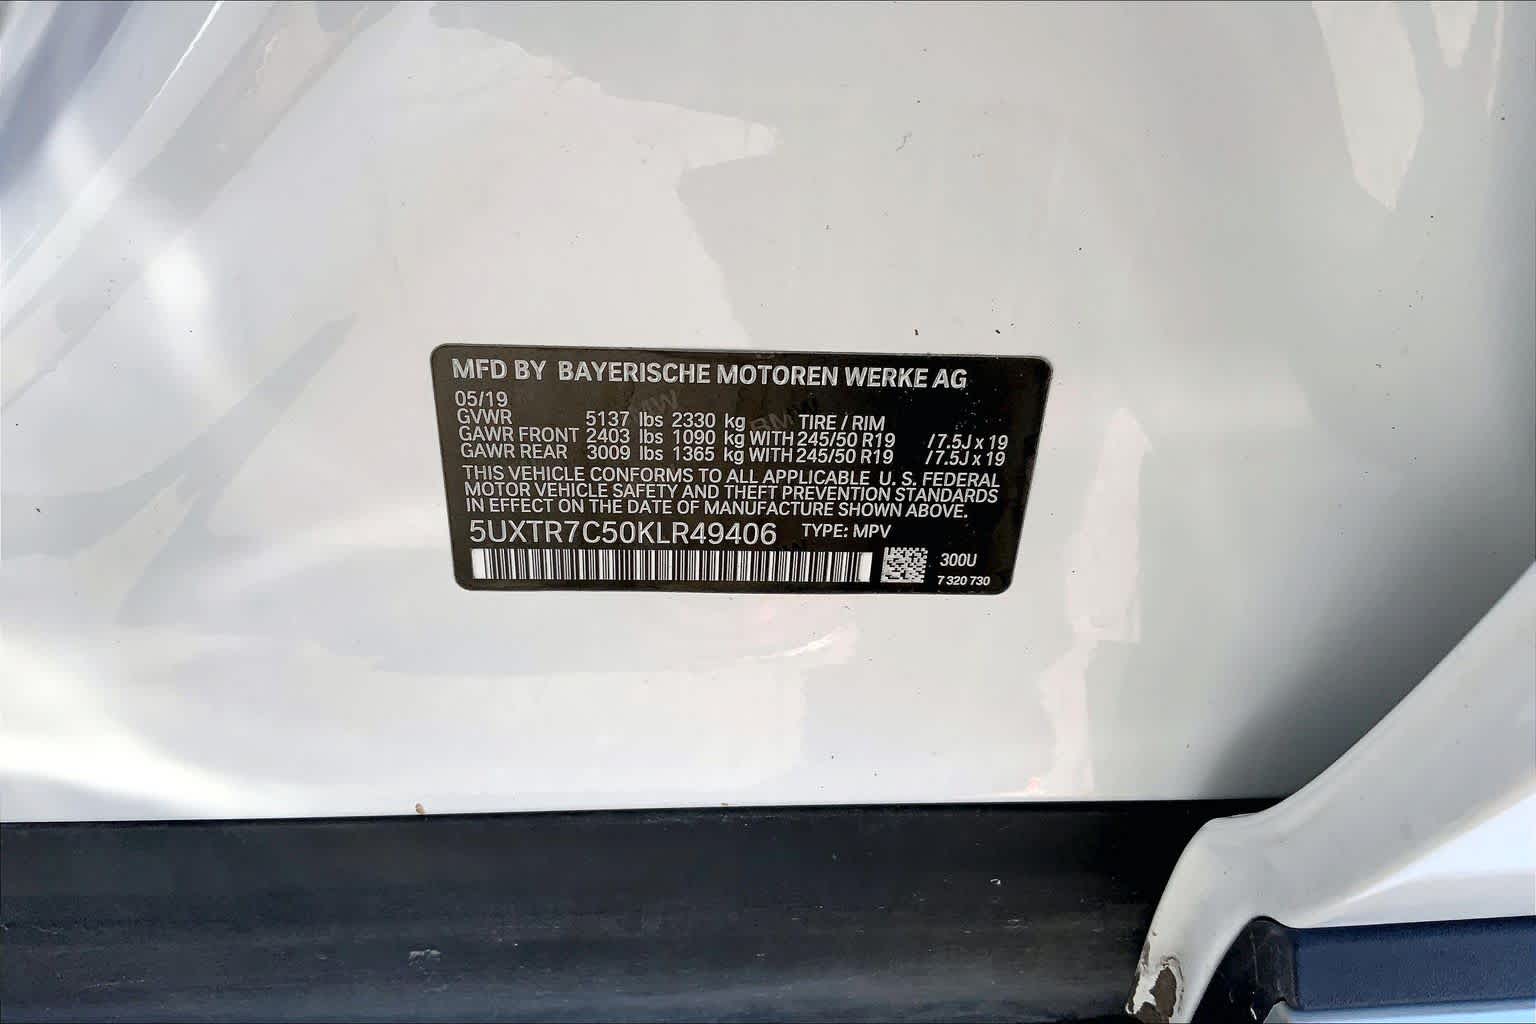 MFD BY BAYERISCHE MOTOREN WERKE AG
05/19
GVWR 5137 lbs 2330 kg TIRE / RIM
GAWR FRONT 2403 lbs 1090 kg WITH 245/50 R19 /7.5J x 19
GAWR REAR 3009 lbs 1365 kg WITH 245/50 R19 /7.5J x 19
THIS VEHICLE CONFORMS TO ALL APPLICABLE U. S. FEDERAL
MOTOR VEHICLE SAFETY AND THEFT PREVENTION STANDARDS
IN EFFECT ON THE DATE OF MANUFACTURE SHOWN ABOVE.
5UXTR7C50KLR49406 TYPE: MPV
300U
7 320 730